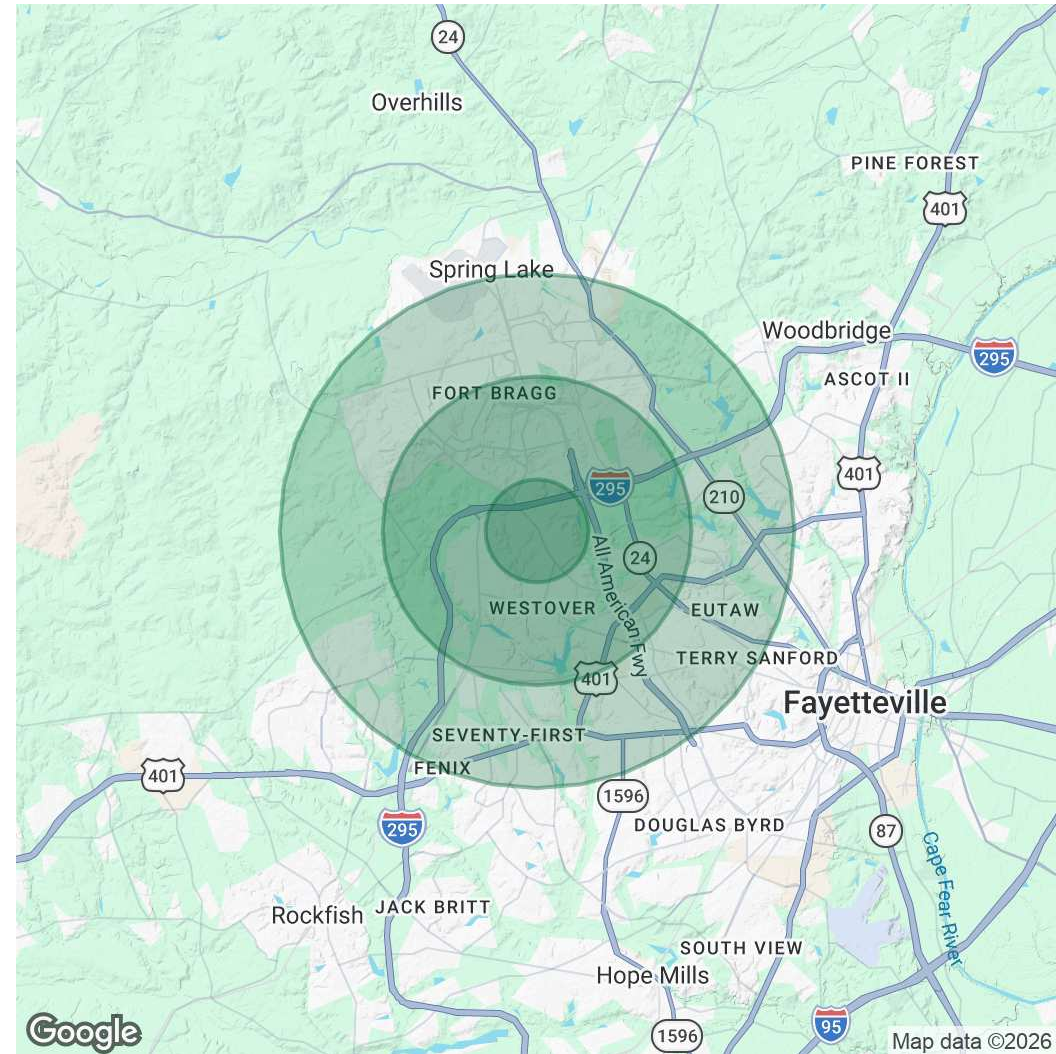 24
Overhills
PINE FOREST
401
Spring Lake
Woodbridge
295
ASCOT II
FORT BRAGG
401
295
210
All American Fwy
24
WESTOVER
EUTAW
TERRY SANFORD
401
Fayetteville
SEVENTY-FIRST
FENIX
401
1596
295
DOUGLAS BYRD
87
Cape Fear River
JACK BRITT
Rockfish
SOUTH VIEW
Hope Mills
95
1596
Google
Map data ©2026